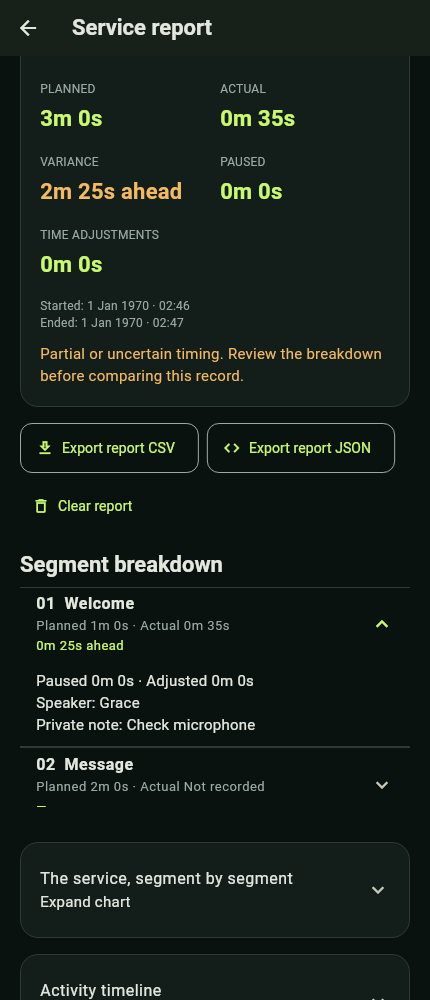 Service report
PLANNED
ACTUAL
3m 0s
0m 35s
VARIANCE
PAUSED
2m 25s ahead
0m 0s
TIME ADJUSTMENTS
0m 0s
Started: 1 Jan 1970 · 02:46
Ended: 1 Jan 1970 · 02:47
Partial or uncertain timing. Review the breakdown
before comparing this record.
Export report CSV
Export report JSON
Clear report
Segment breakdown
01 Welcome
Planned 1m 0s · Actual 0m 35s
0m 25s ahead
Paused 0m 0s · Adjusted 0m 0s
Speaker: Grace
Private note: Check microphone
02 Message
Planned 2m 0s · Actual Not recorded
—
The service, segment by segment
Expand chart
Activity timeline